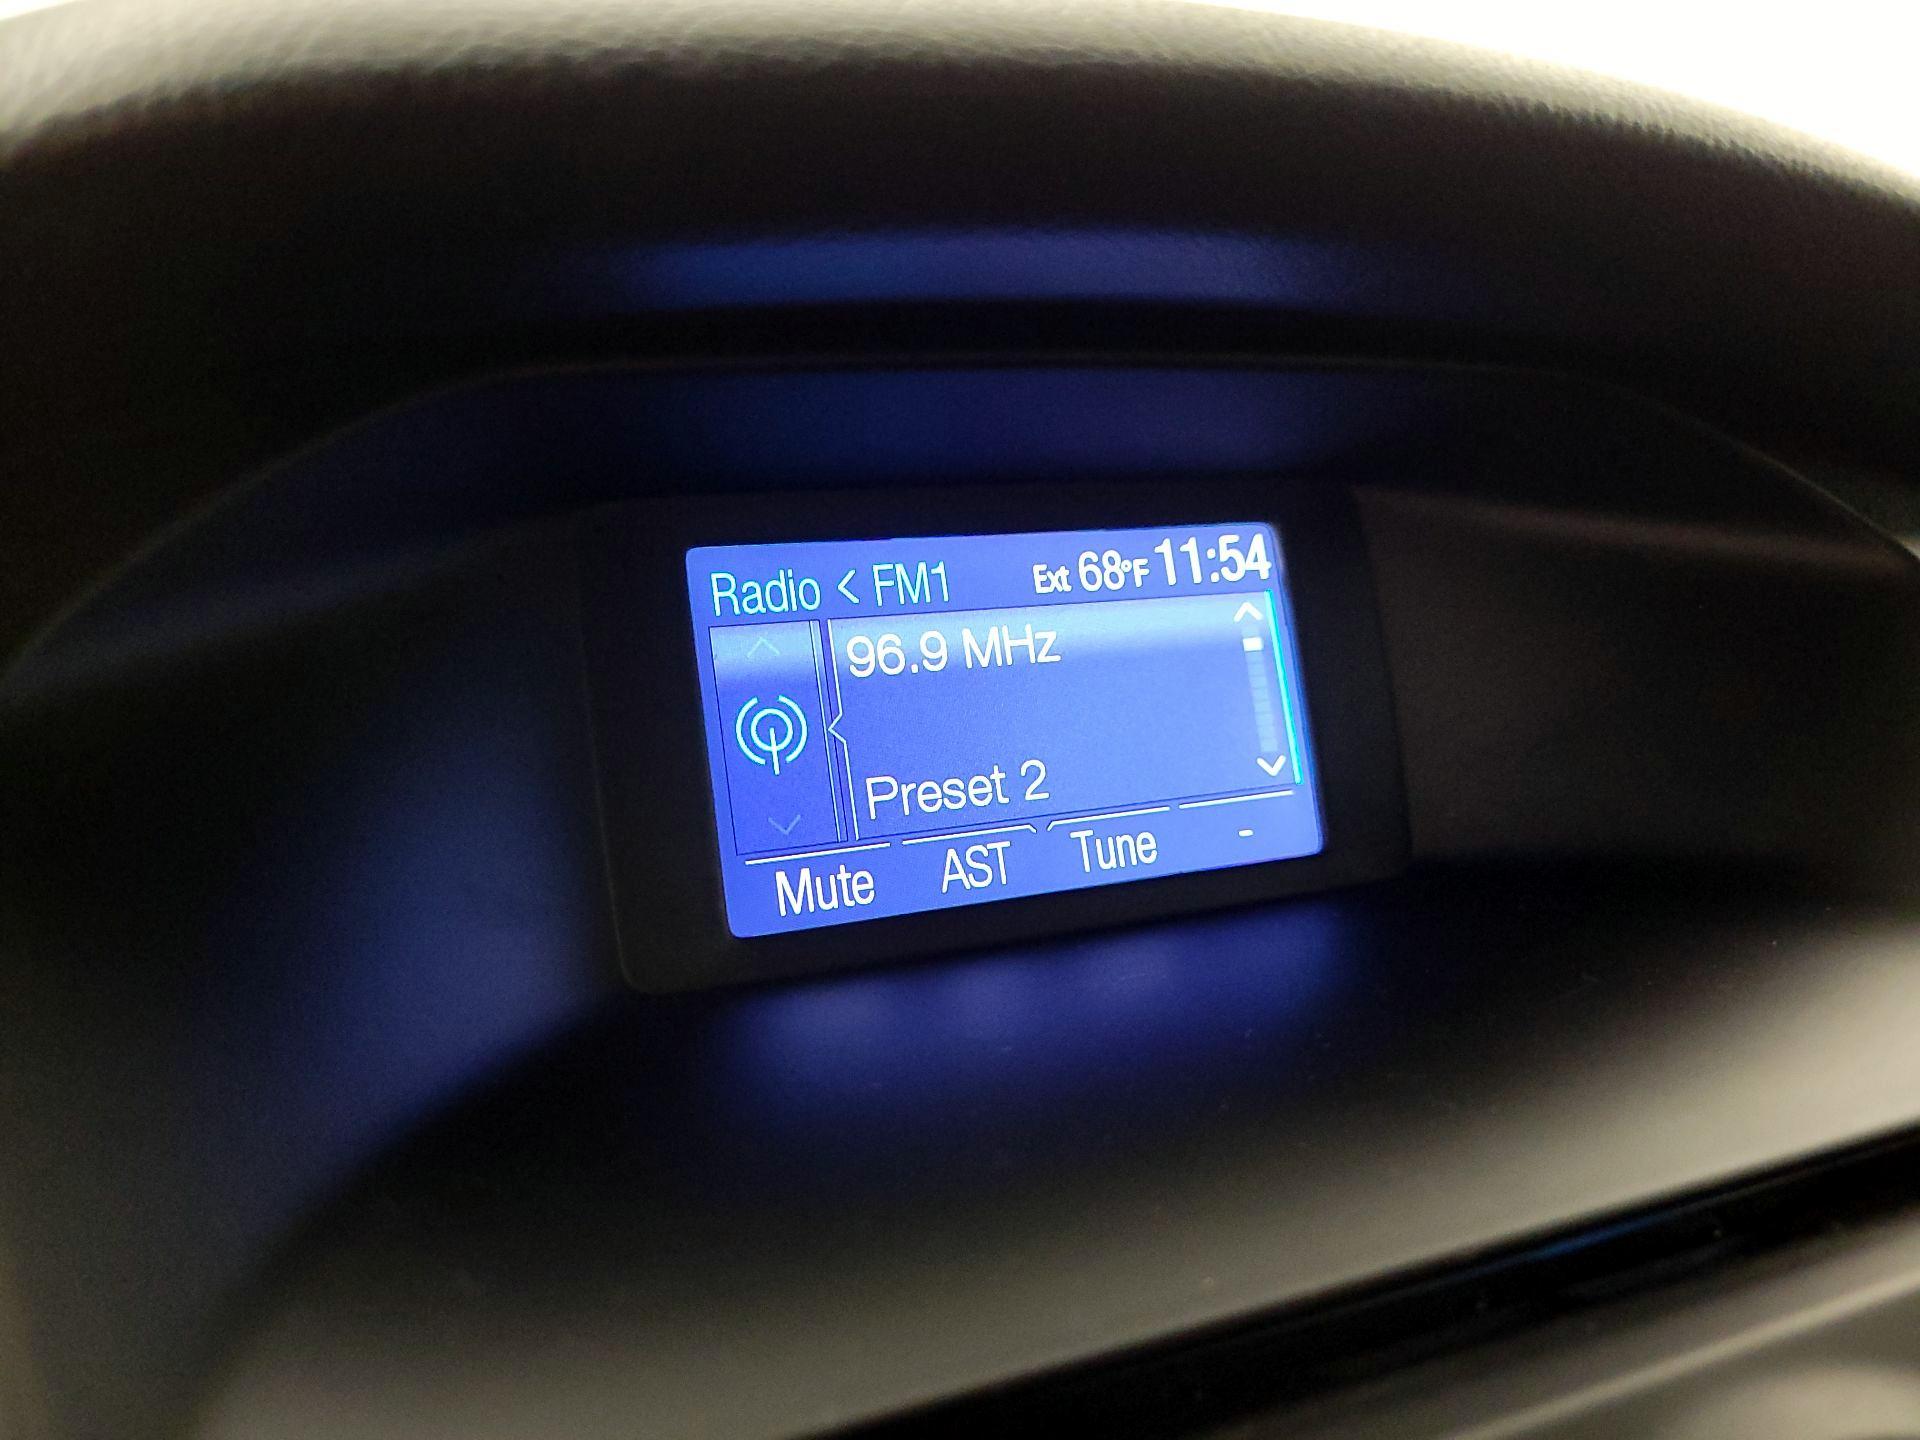 Radio < FM1 Ext 68°F 11:54
96.9 MHz
Preset 2
Mute AST Tune -